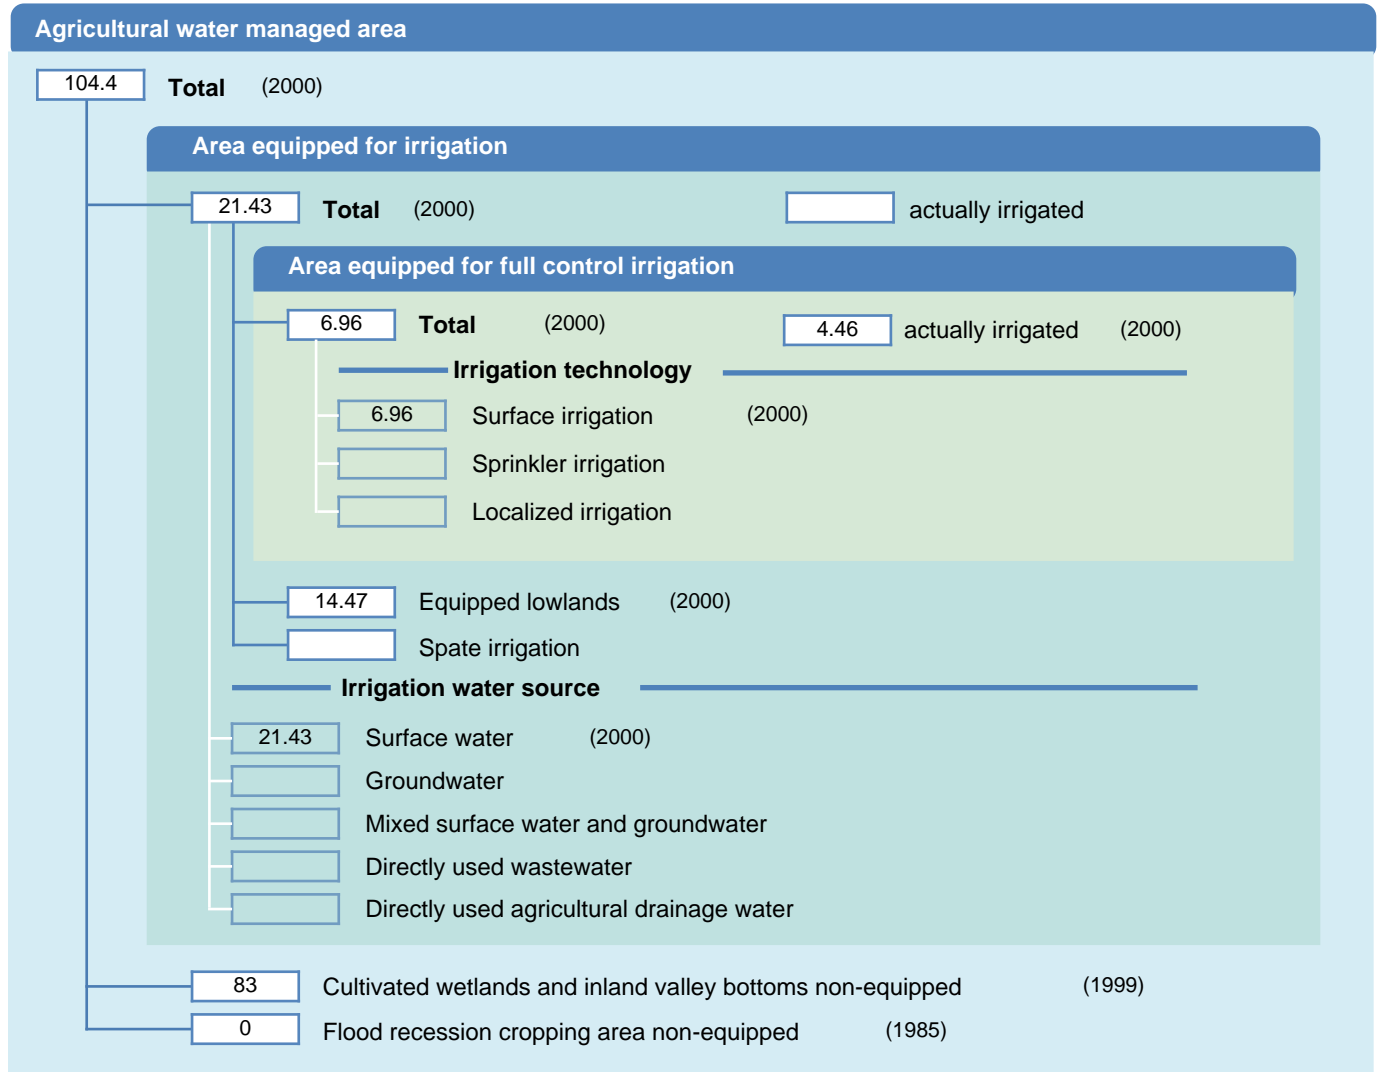 Agricultural water managed area
104.4 Total (2000)
Area equipped for irrigation
21.43 Total (2000) actually irrigated
Area equipped for full control irrigation
6.96 Total (2000) 4.46 actually irrigated (2000)
Irrigation technology
6.96 Surface irrigation (2000)
Sprinkler irrigation
Localized irrigation
14.47 Equipped lowlands (2000)
Spate irrigation
Irrigation water source
21.43 Surface water (2000)
Groundwater
Mixed surface water and groundwater
Directly used wastewater
Directly used agricultural drainage water
83 Cultivated wetlands and inland valley bottoms non-equipped (1999)
0 Flood recession cropping area non-equipped (1985)